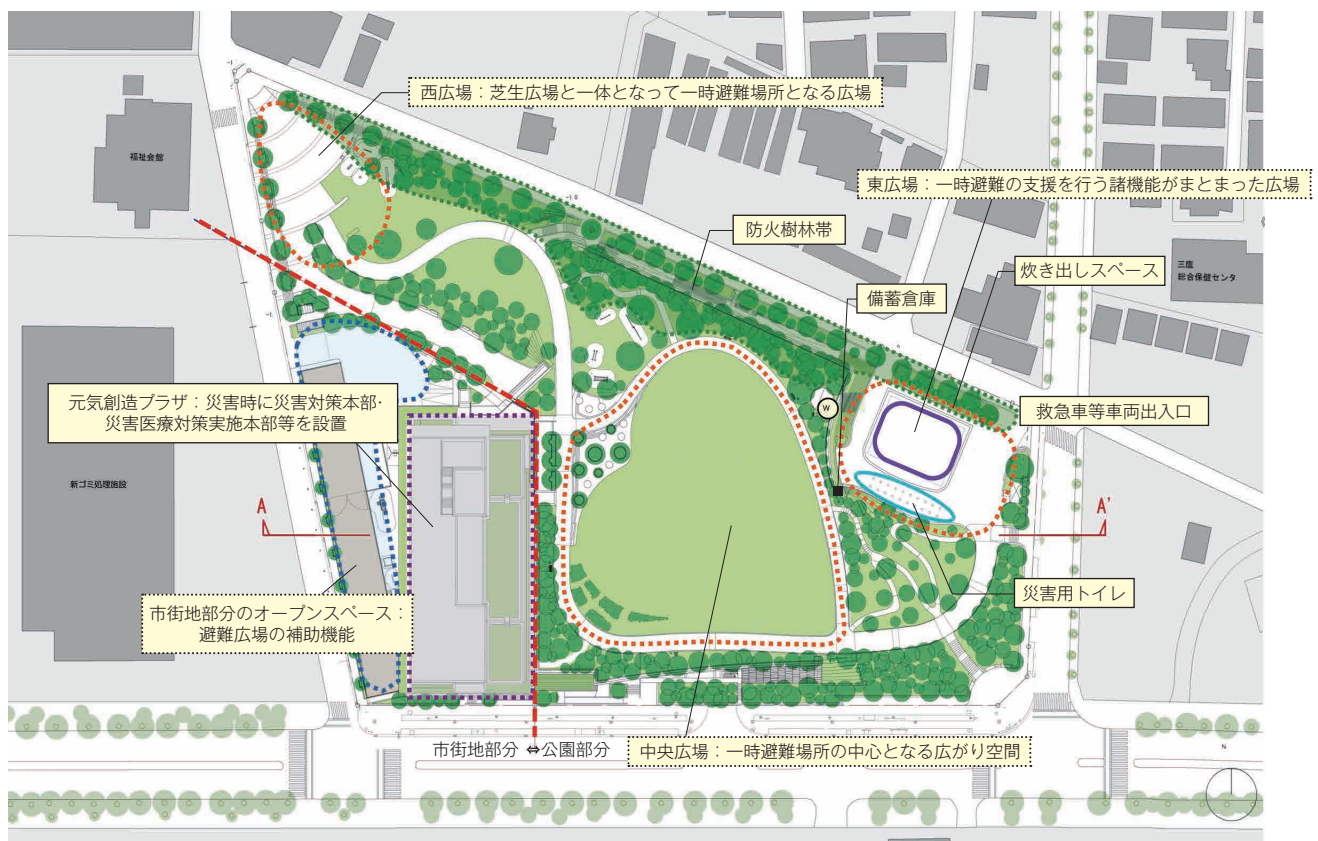 西広場：芝生広場と一体となって一時避難場所となる広場
福祉会館
東広場：一時避難の支援を行う諸機能がまとまった広場
防火樹林帯
炊き出しスペース
三鷹
総合保健センタ
備蓄倉庫
W
救急車等車両出入口
元気創造プラザ：災害時に災害対策本部・
災害医療対策実施本部等を設置
新ゴミ処理施設
A
A'
災害用トイレ
市街地部分のオープンスペース：
避難広場の補助機能
市街地部分 ⇔公園部分
中央広場：一時避難場所の中心となる広がり空間
N